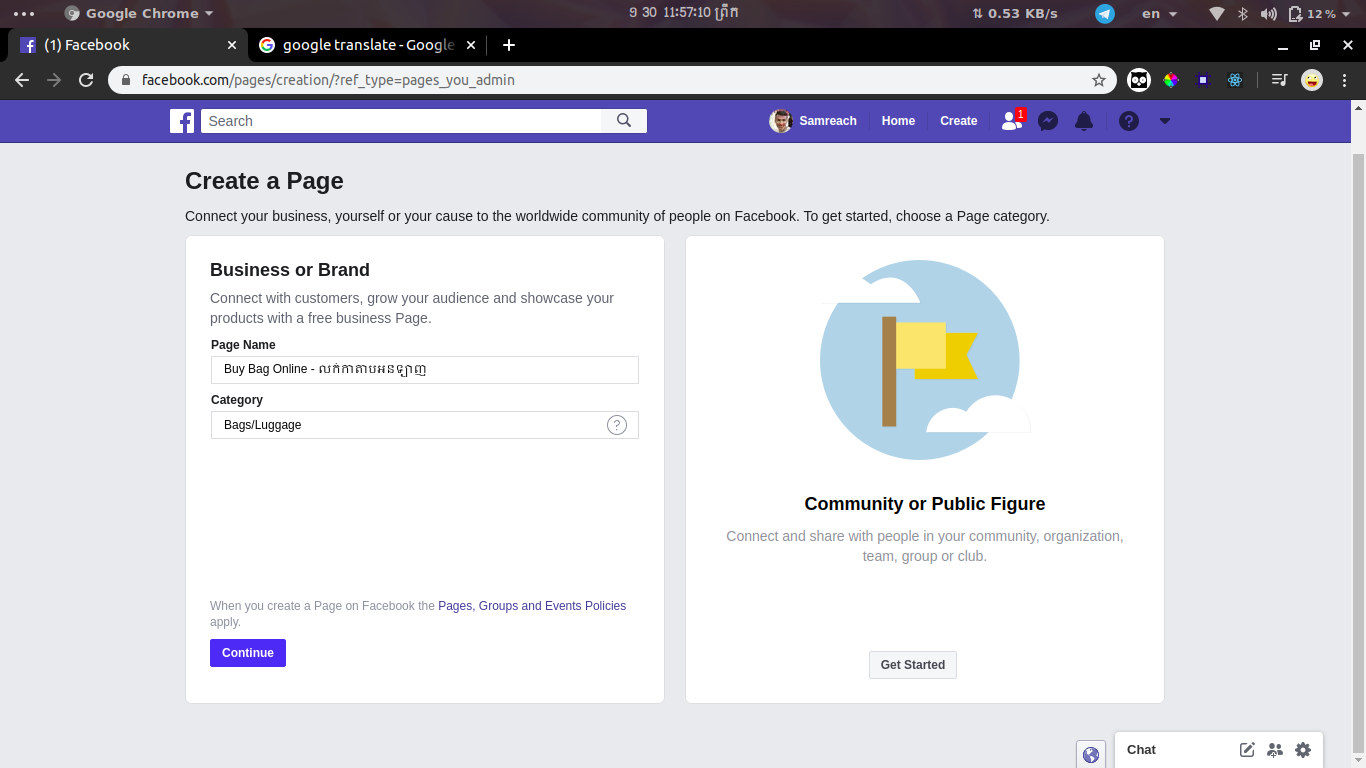 Google Chrome
9 30 11:57:10 ព្រឹក
0.53 KB/s
en
12 %
(1) Facebook
google translate - Google
facebook.com/pages/creation/?ref_type=pages_you_admin
Search
Samreach
Home
Create
1
Create a Page
Connect your business, yourself or your cause to the worldwide community of people on Facebook. To get started, choose a Page category.
Business or Brand
Connect with customers, grow your audience and showcase your
products with a free business Page.
Page Name
Buy Bag Online - លក់កាតាបអនឡាញ
Category
Bags/Luggage
When you create a Page on Facebook the Pages, Groups and Events Policies
apply.
Continue
Community or Public Figure
Connect and share with people in your community, organization,
team, group or club.
Get Started
Chat